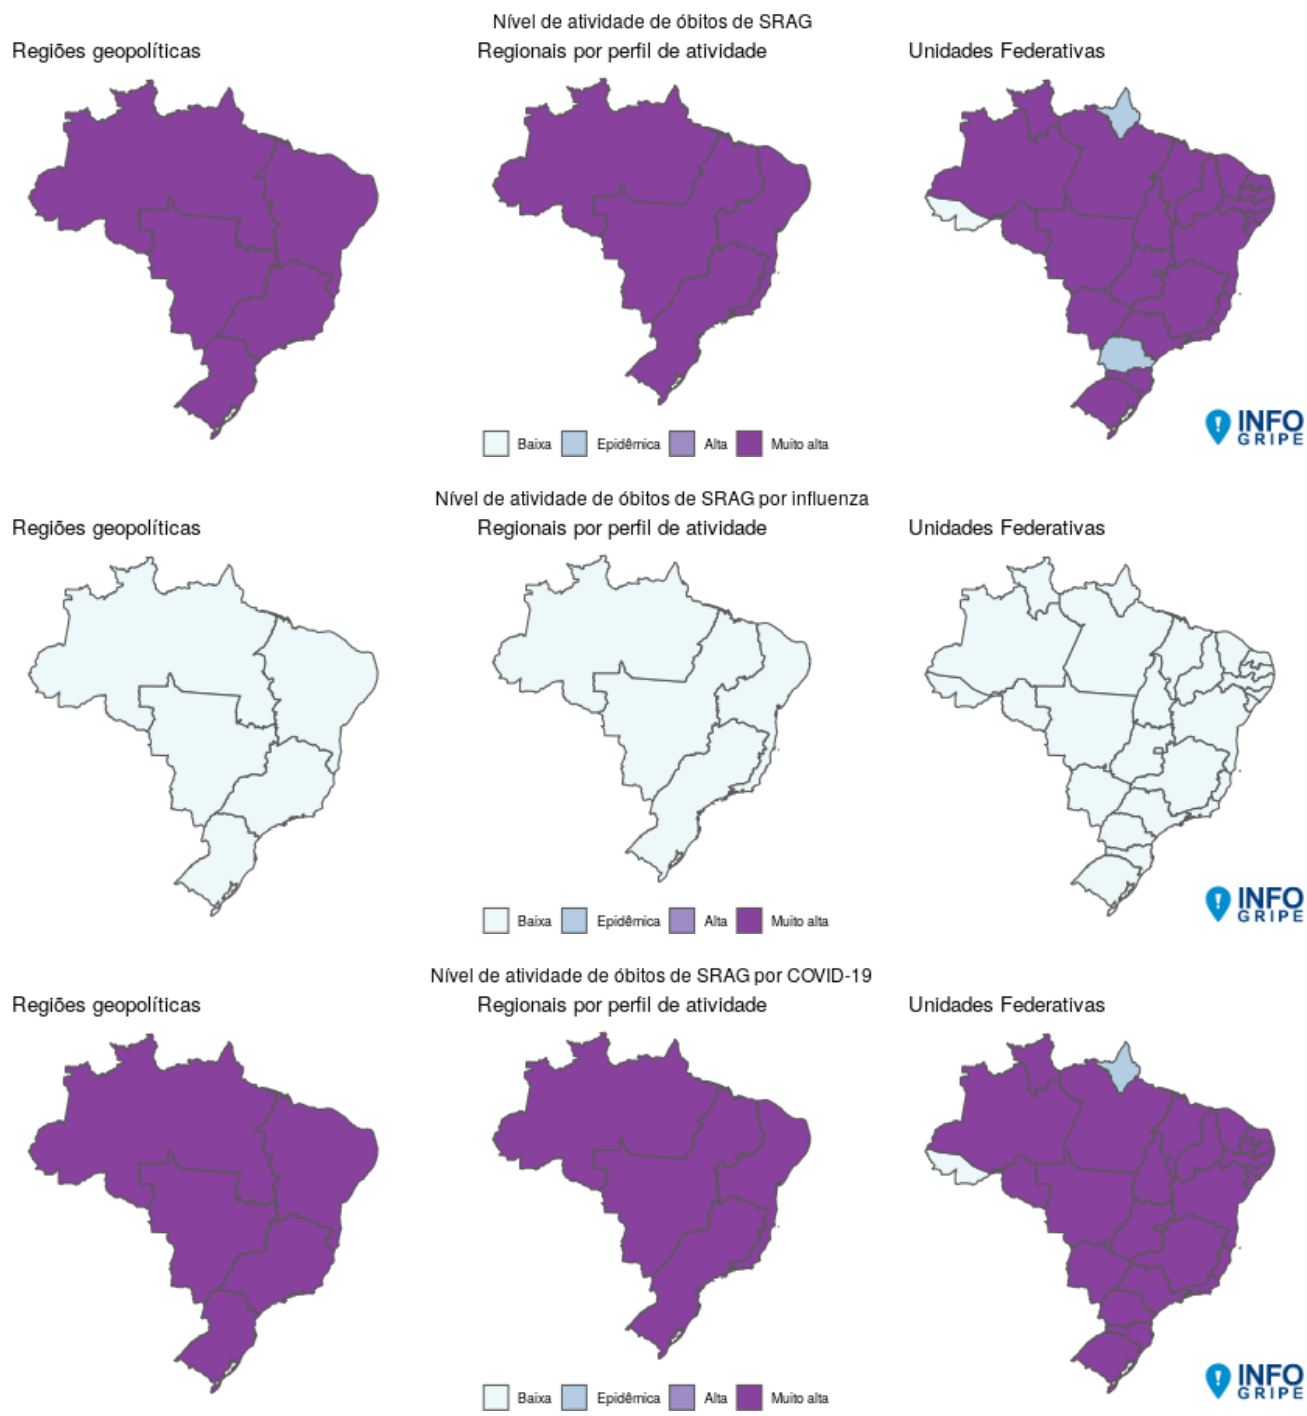 Nível de atividade de óbitos de SRAG
Regiões geopolíticas
Regionais por perfil de atividade
Unidades Federativas
Baixa
Epidêmica
Alta
Muito alta
INFO
GRIPE
Nível de atividade de óbitos de SRAG por influenza
Regiões geopolíticas
Regionais por perfil de atividade
Unidades Federativas
Baixa
Epidêmica
Alta
Muito alta
INFO
GRIPE
Nível de atividade de óbitos de SRAG por COVID-19
Regiões geopolíticas
Regionais por perfil de atividade
Unidades Federativas
Baixa
Epidêmica
Alta
Muito alta
INFO
GRIPE